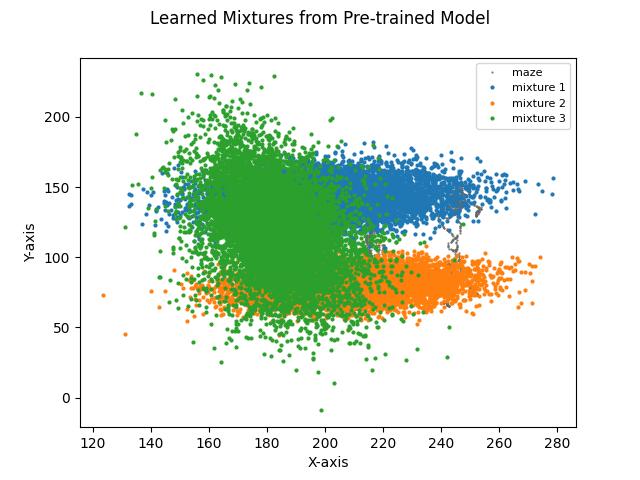 Learned Mixtures from Pre-trained Model
maze
mixture 1
mixture 2
mixture 3
Y-axis
200
150
100
50
0
120 140 160 180 200 220 240 260 280
X-axis